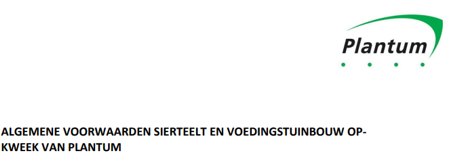 Plantum
ALGEMENE VOORWAARDEN SIERTEELT EN VOEDINGSTUINBOUW OP-
KWEEK VAN PLANTUM